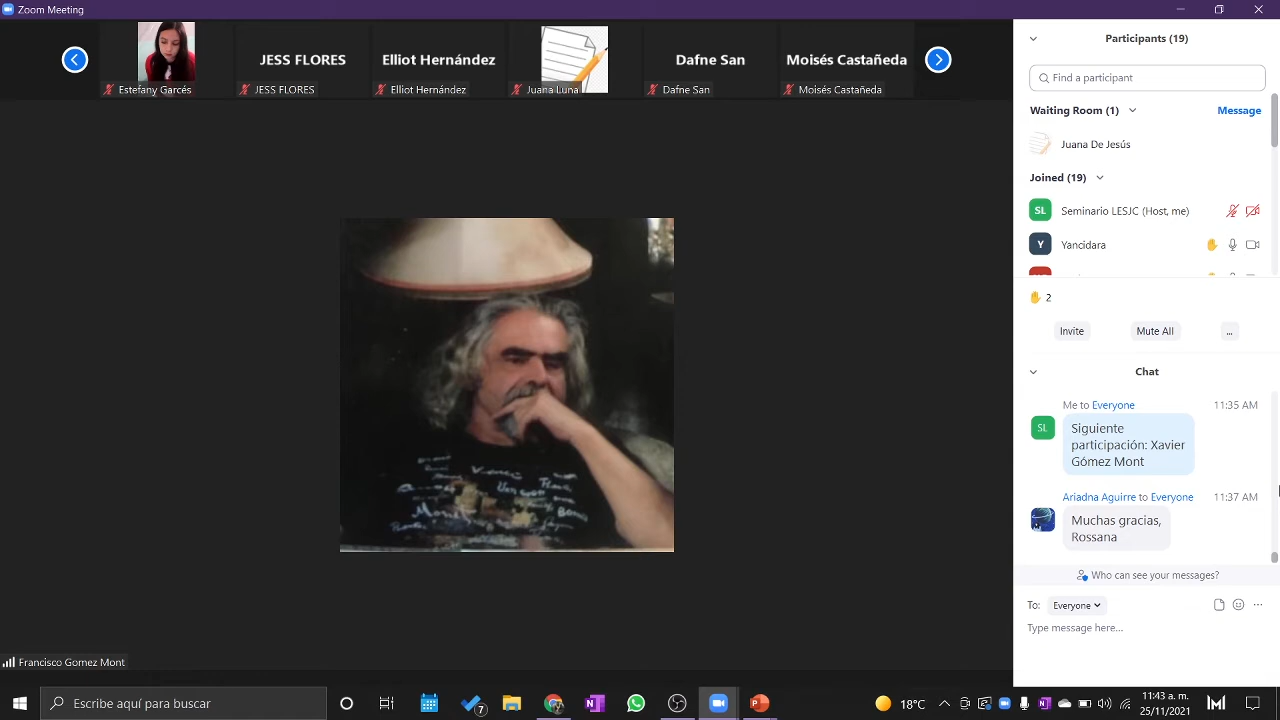 Zoom Meeting
Estefany Garcés
JESS FLORES
JESS FLORES
Elliot Hernández
Elliot Hernández
Juana Luna
Dafne San
Dafne San
Moisés Castañeda
Moisés Castañeda
Francisco Gomez Mont
Participants (19)
Find a participant
Waiting Room (1)
Message
Juana De Jesús
Joined (19)
SL
Seminario LESJC (Host, me)
Y
Yancidara
2
Invite
Mute All
...
Chat
Me to Everyone
11:35 AM
SL
Siguiente
participación: Xavier
Gómez Mont
Ariadna Aguirre to Everyone
11:37 AM
Muchas gracias,
Rossana
Who can see your messages?
To:
Everyone
Type message here...
Escribe aquí para buscar
7
18°C
11:43 a. m.
25/11/2021